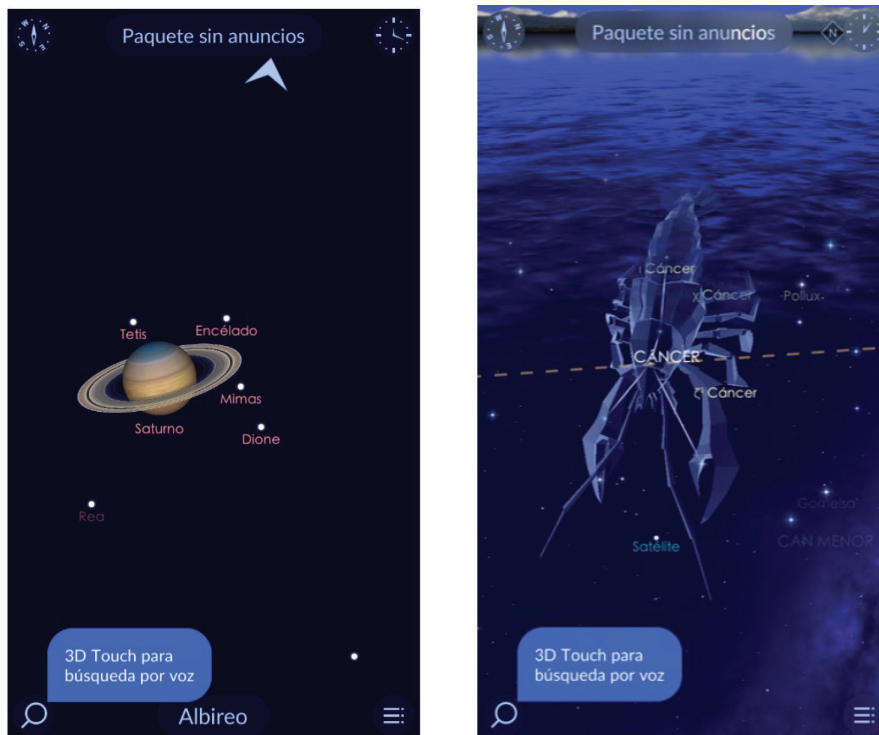 Paquete sin anuncios
Tetis
Encélado
Mimas
Saturno
Dione
Rea
3D Touch para
búsqueda por voz
Albireo
Paquete sin anuncios
N
ι Cáncer
χ Cáncer
Pollux
CÁNCER
ζ¹ Cáncer
Satélite
Gomeisa
CAN MENOR
3D Touch para
búsqueda por voz